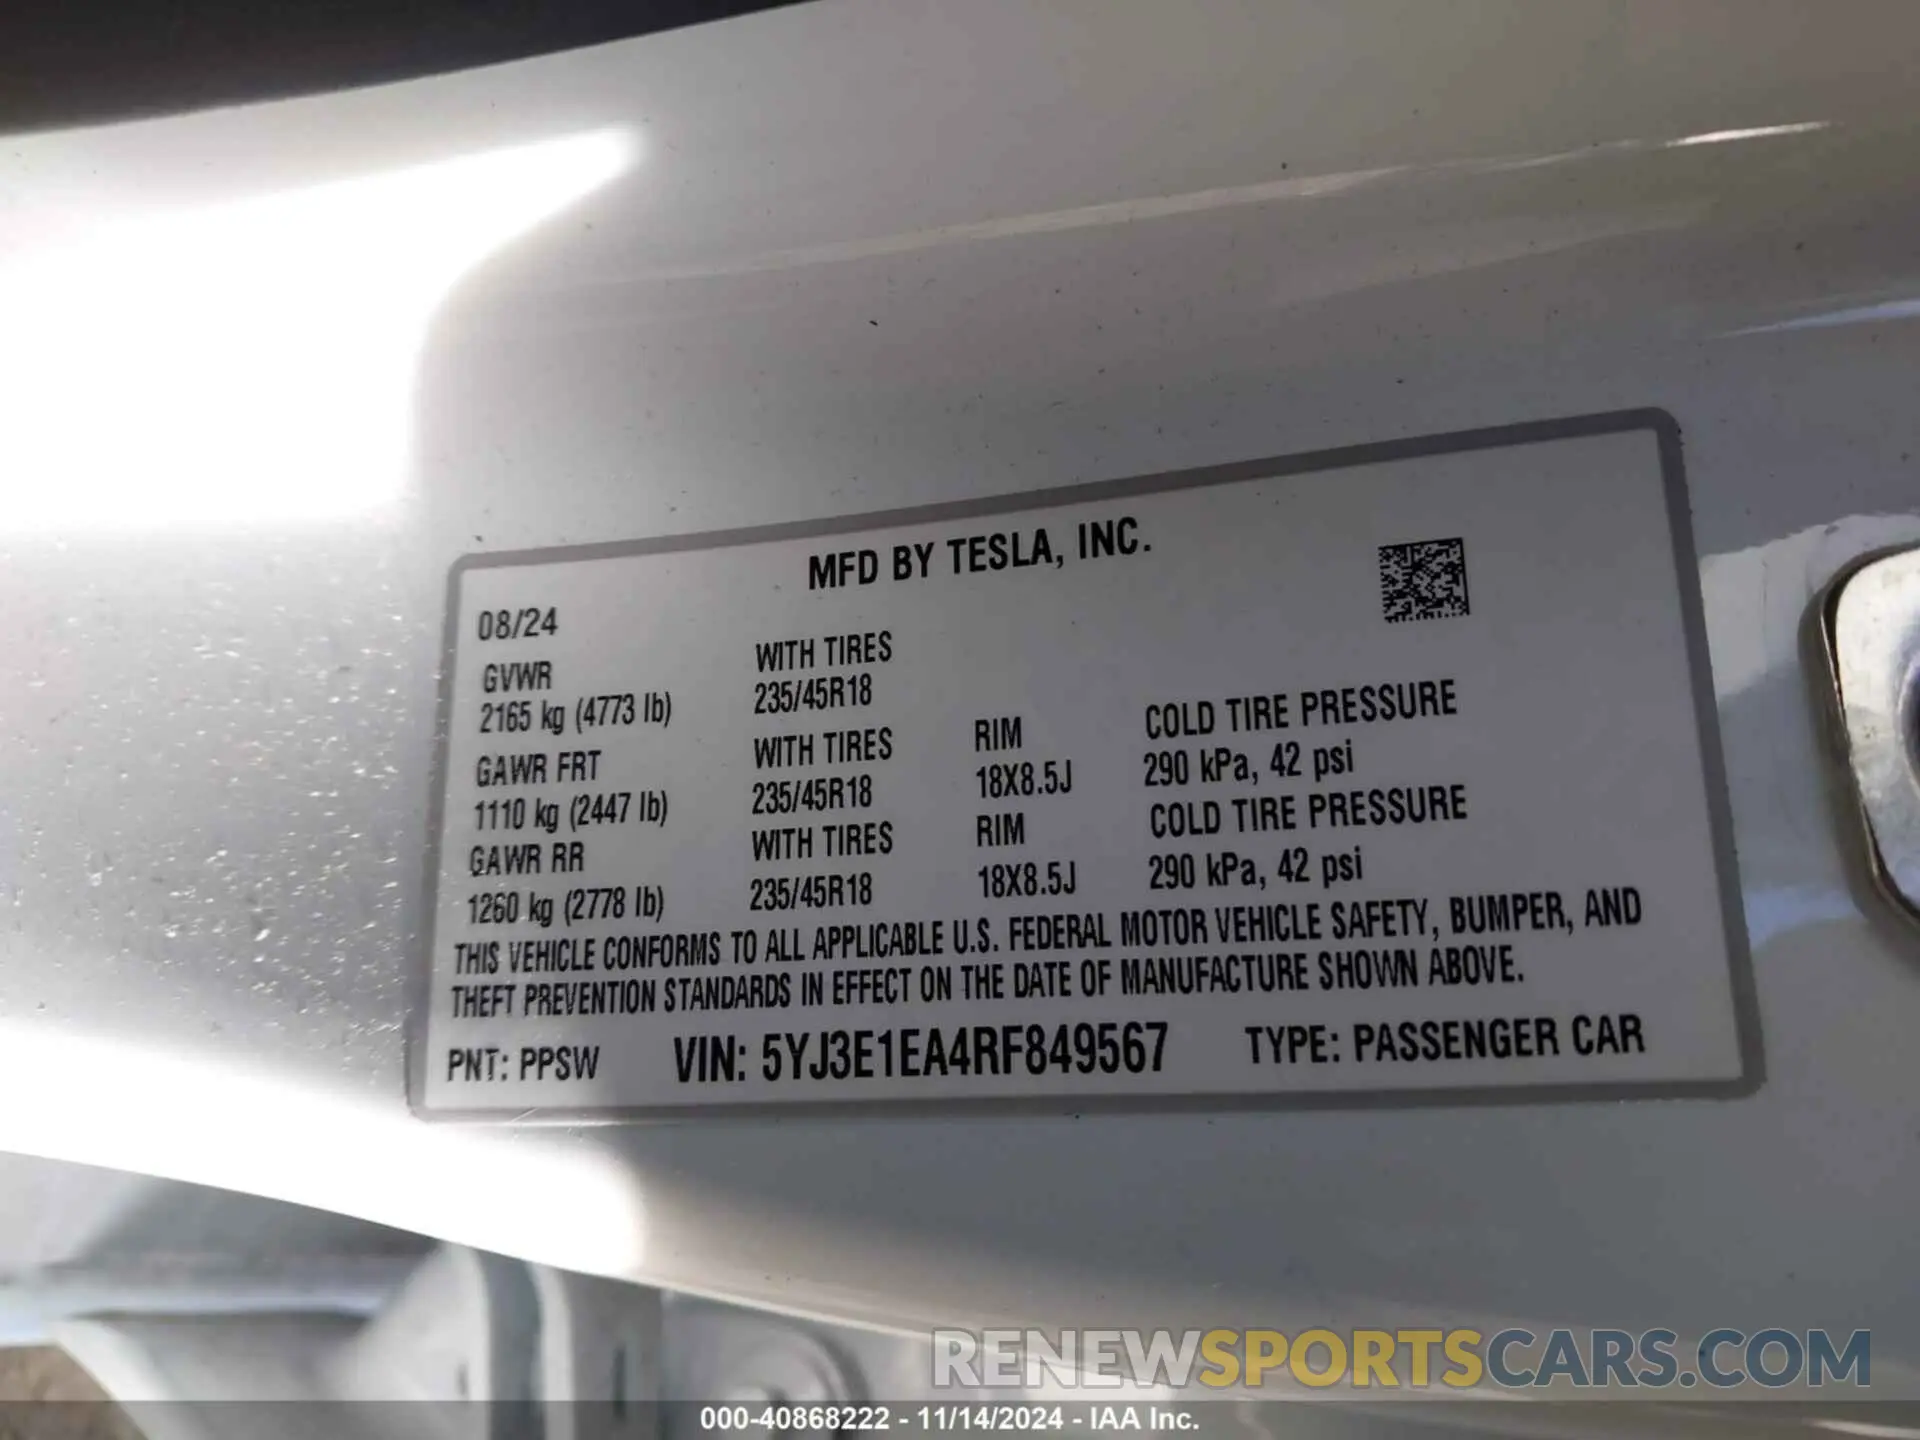 MFD BY TESLA, INC.
08/24
GVWR WITH TIRES
2165 kg (4773 lb) 235/45R18
GAWR FRT WITH TIRES RIM COLD TIRE PRESSURE
1110 kg (2447 lb) 235/45R18 18X8.5J 290 kPa, 42 psi
GAWR RR WITH TIRES RIM COLD TIRE PRESSURE
1260 kg (2778 lb) 235/45R18 18X8.5J 290 kPa, 42 psi
THIS VEHICLE CONFORMS TO ALL APPLICABLE U.S. FEDERAL MOTOR VEHICLE SAFETY, BUMPER, AND
THEFT PREVENTION STANDARDS IN EFFECT ON THE DATE OF MANUFACTURE SHOWN ABOVE.
PNT: PPSW VIN: 5YJ3E1EA4RF849567 TYPE: PASSENGER CAR
RENEWSPORTSCARS.COM
000-40868222 - 11/14/2024 - IAA Inc.